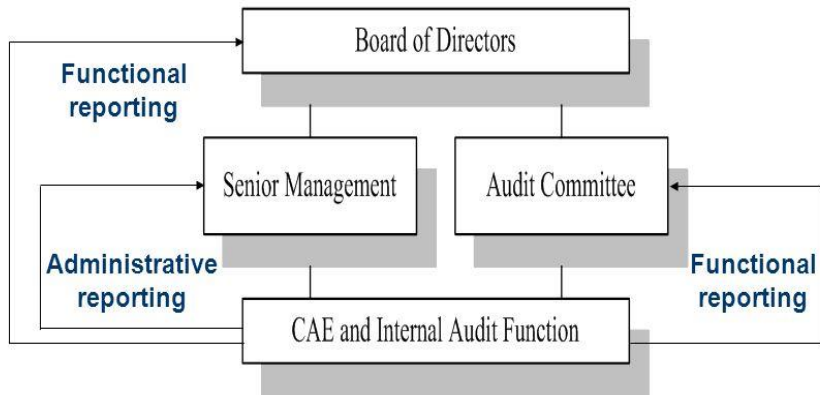 Board of Directors
Functional
reporting
Senior Management
Audit Committee
Administrative
reporting
Functional
reporting
CAE and Internal Audit Function